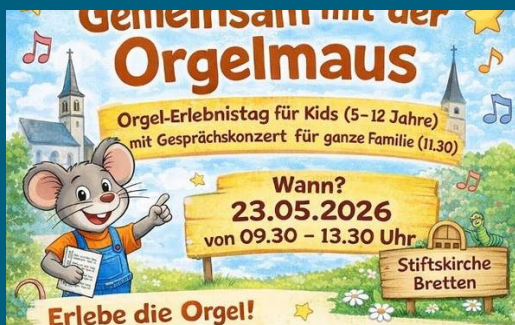 Gemeinsam mit der
Orgelmaus
Orgel-Erlebnistag für Kids (5-12 Jahre)
mit Gesprächskonzert für ganze Familie (11.30)
Wann?
23.05.2026
von 09.30 – 13.30 Uhr
Stiftskirche
Bretten
Erlebe die Orgel!